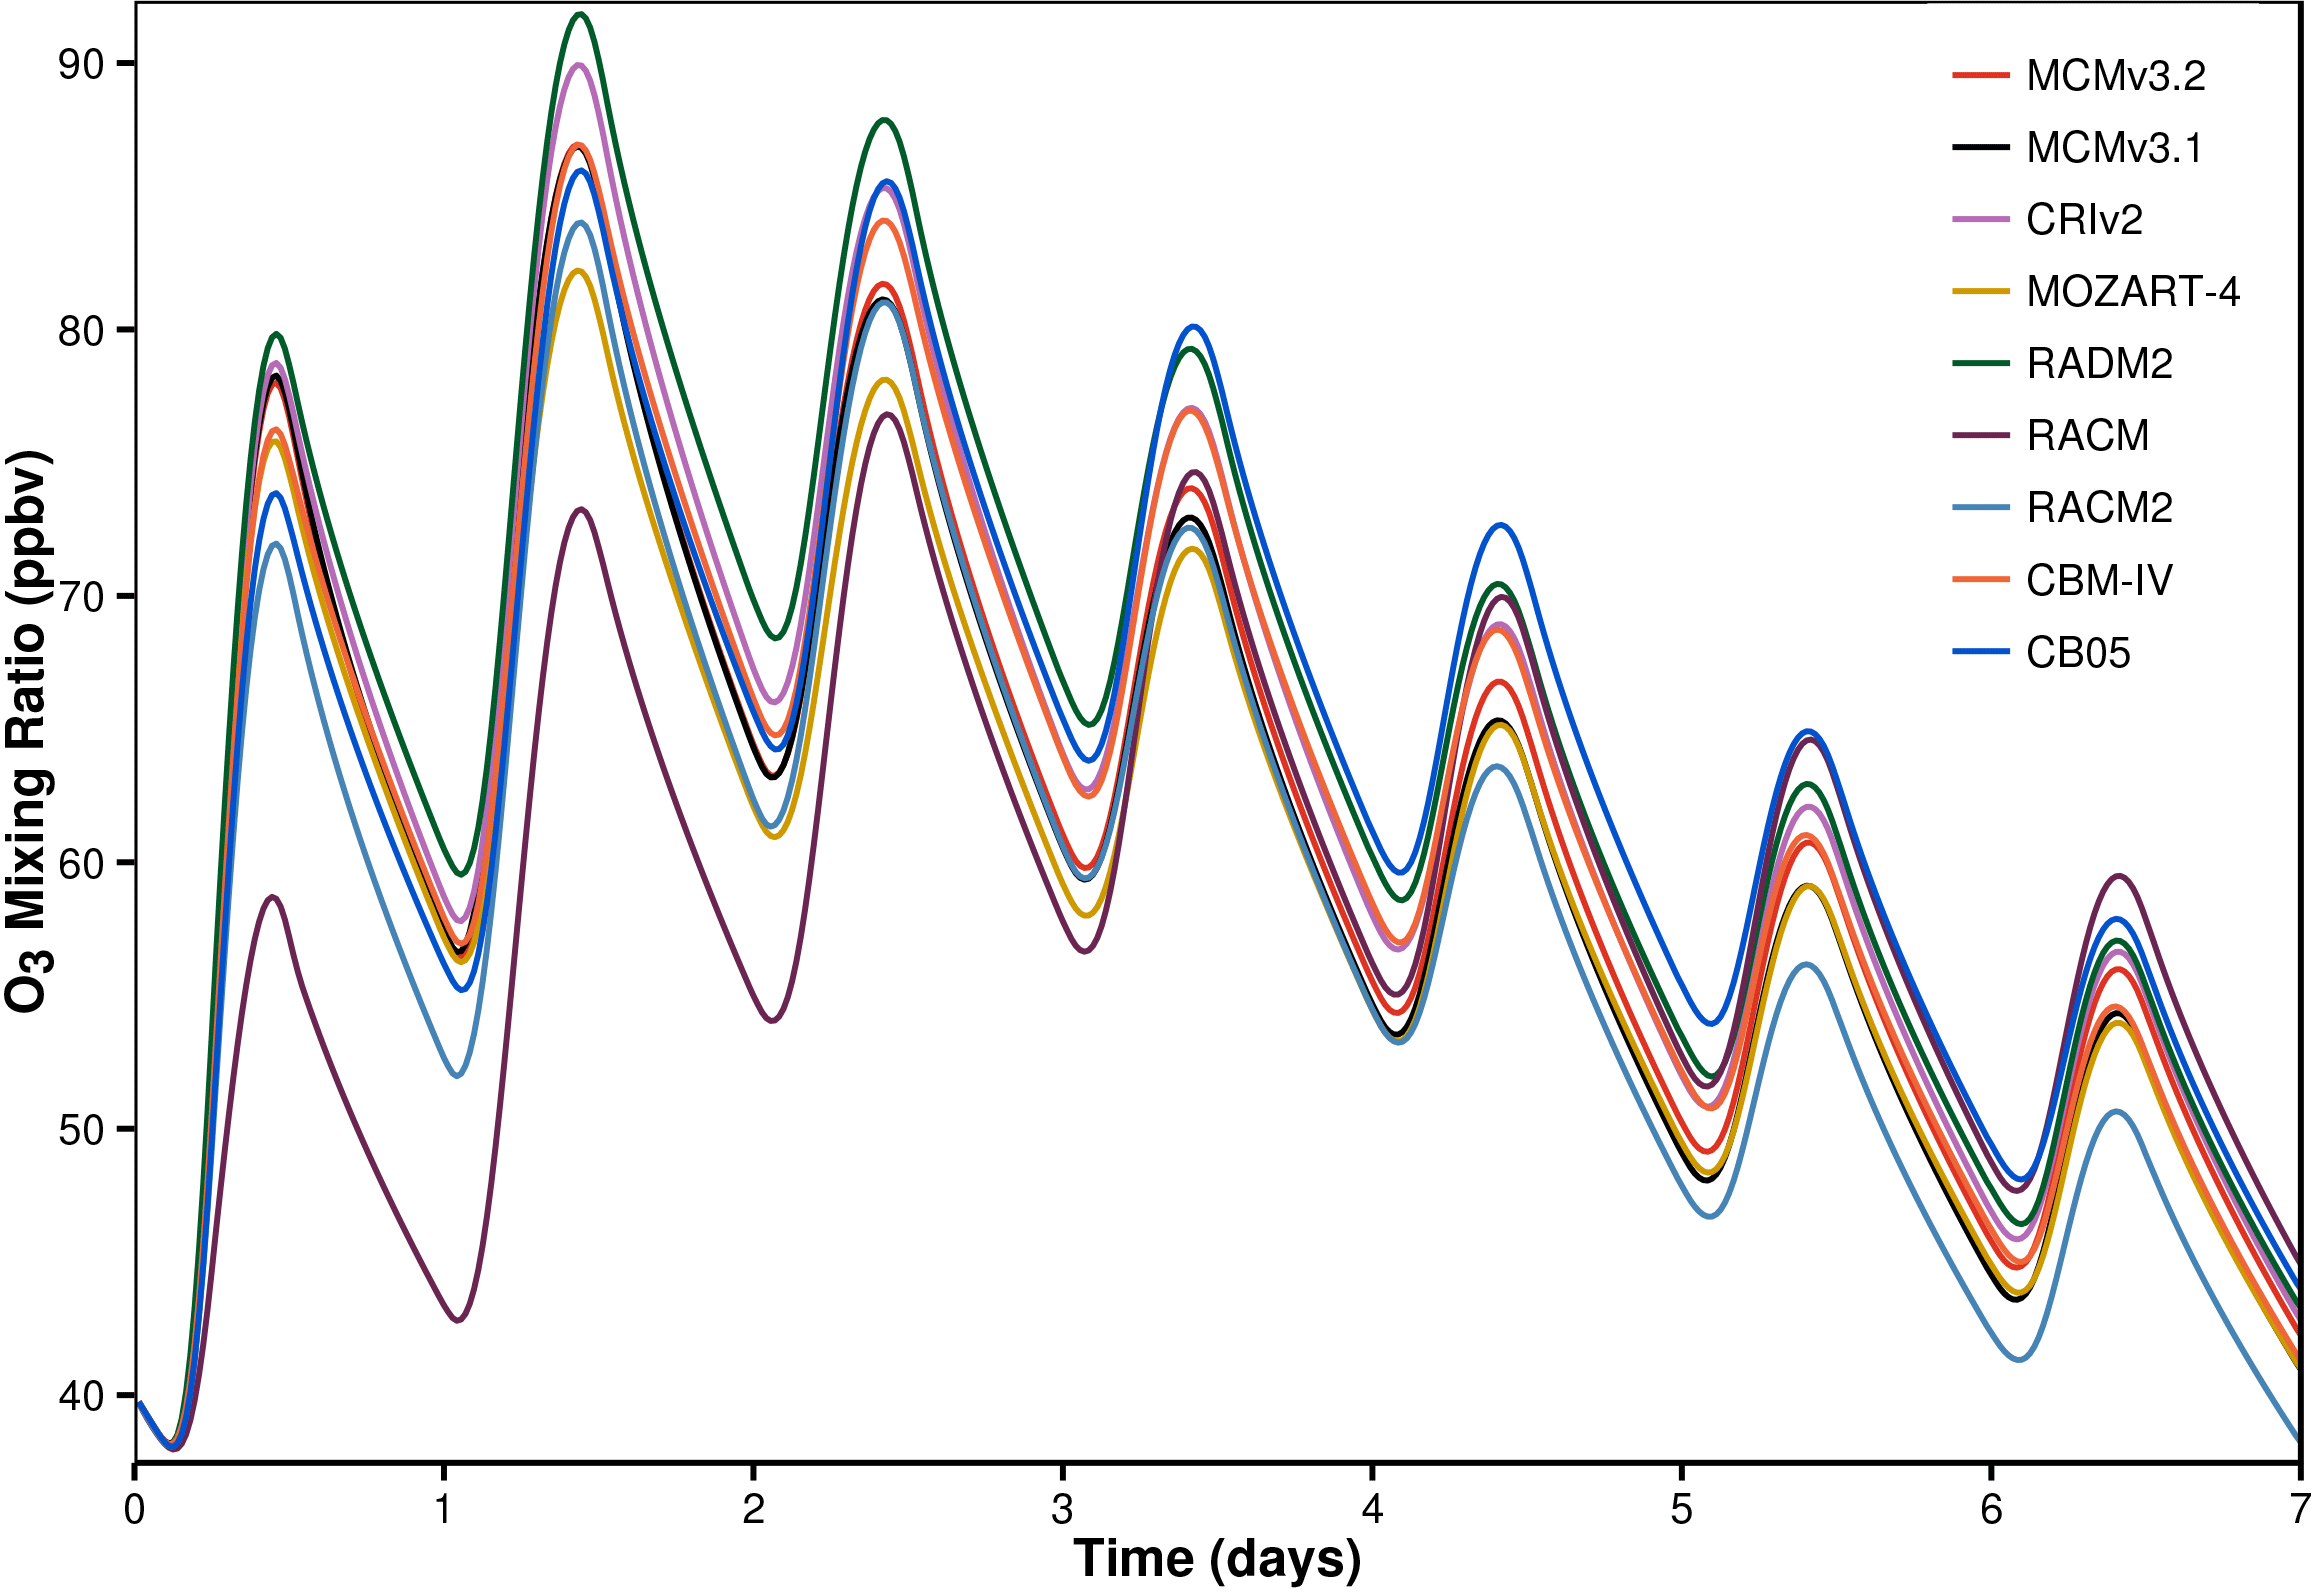 O3 Mixing Ratio (ppbv)
90
80
70
60
50
40
MCMv3.2
MCMv3.1
CRIv2
MOZART-4
RADM2
RACM
RACM2
CBM-IV
CB05
0 1 2 3 4 5 6 7
Time (days)